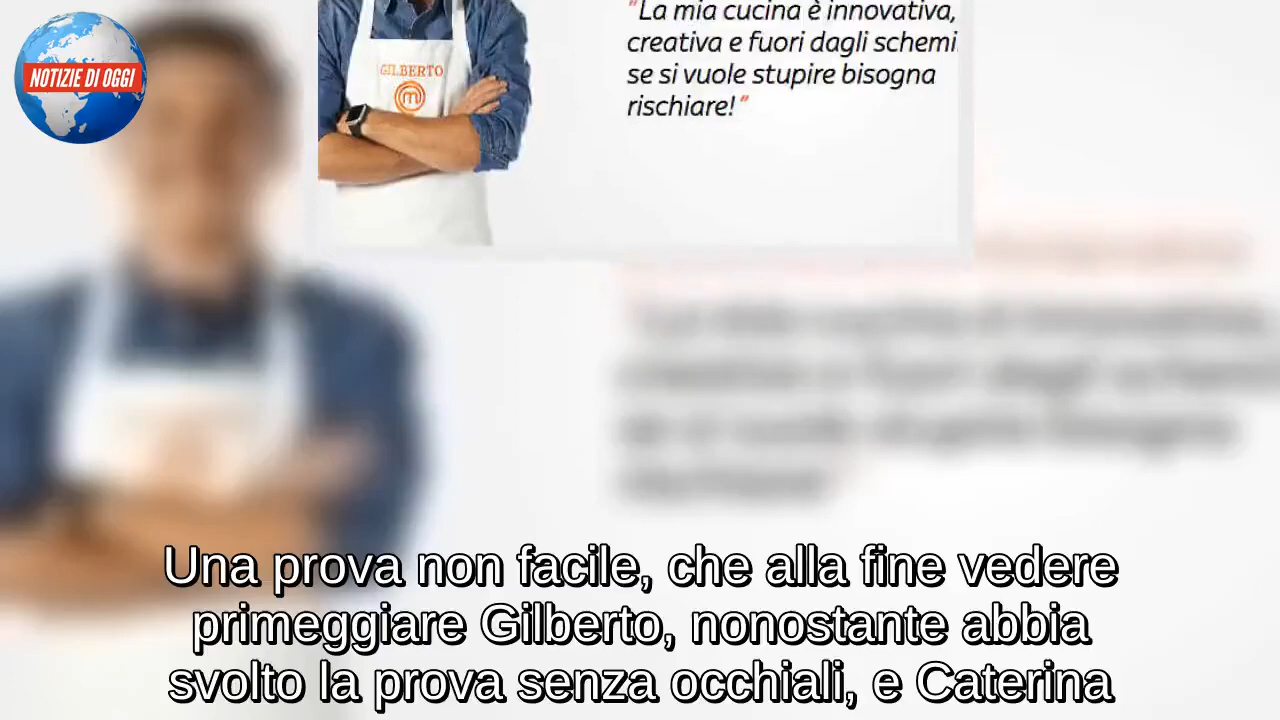 NOTIZIE DI OGGI
GILBERTO
"La mia cucina è innovativa,
creativa e fuori dagli schemi
se si vuole stupire bisogna
rischiare!"
Una prova non facile, che alla fine vedere
primeggiare Gilberto, nonostante abbia
svolto la prova senza occhiali, e Caterina